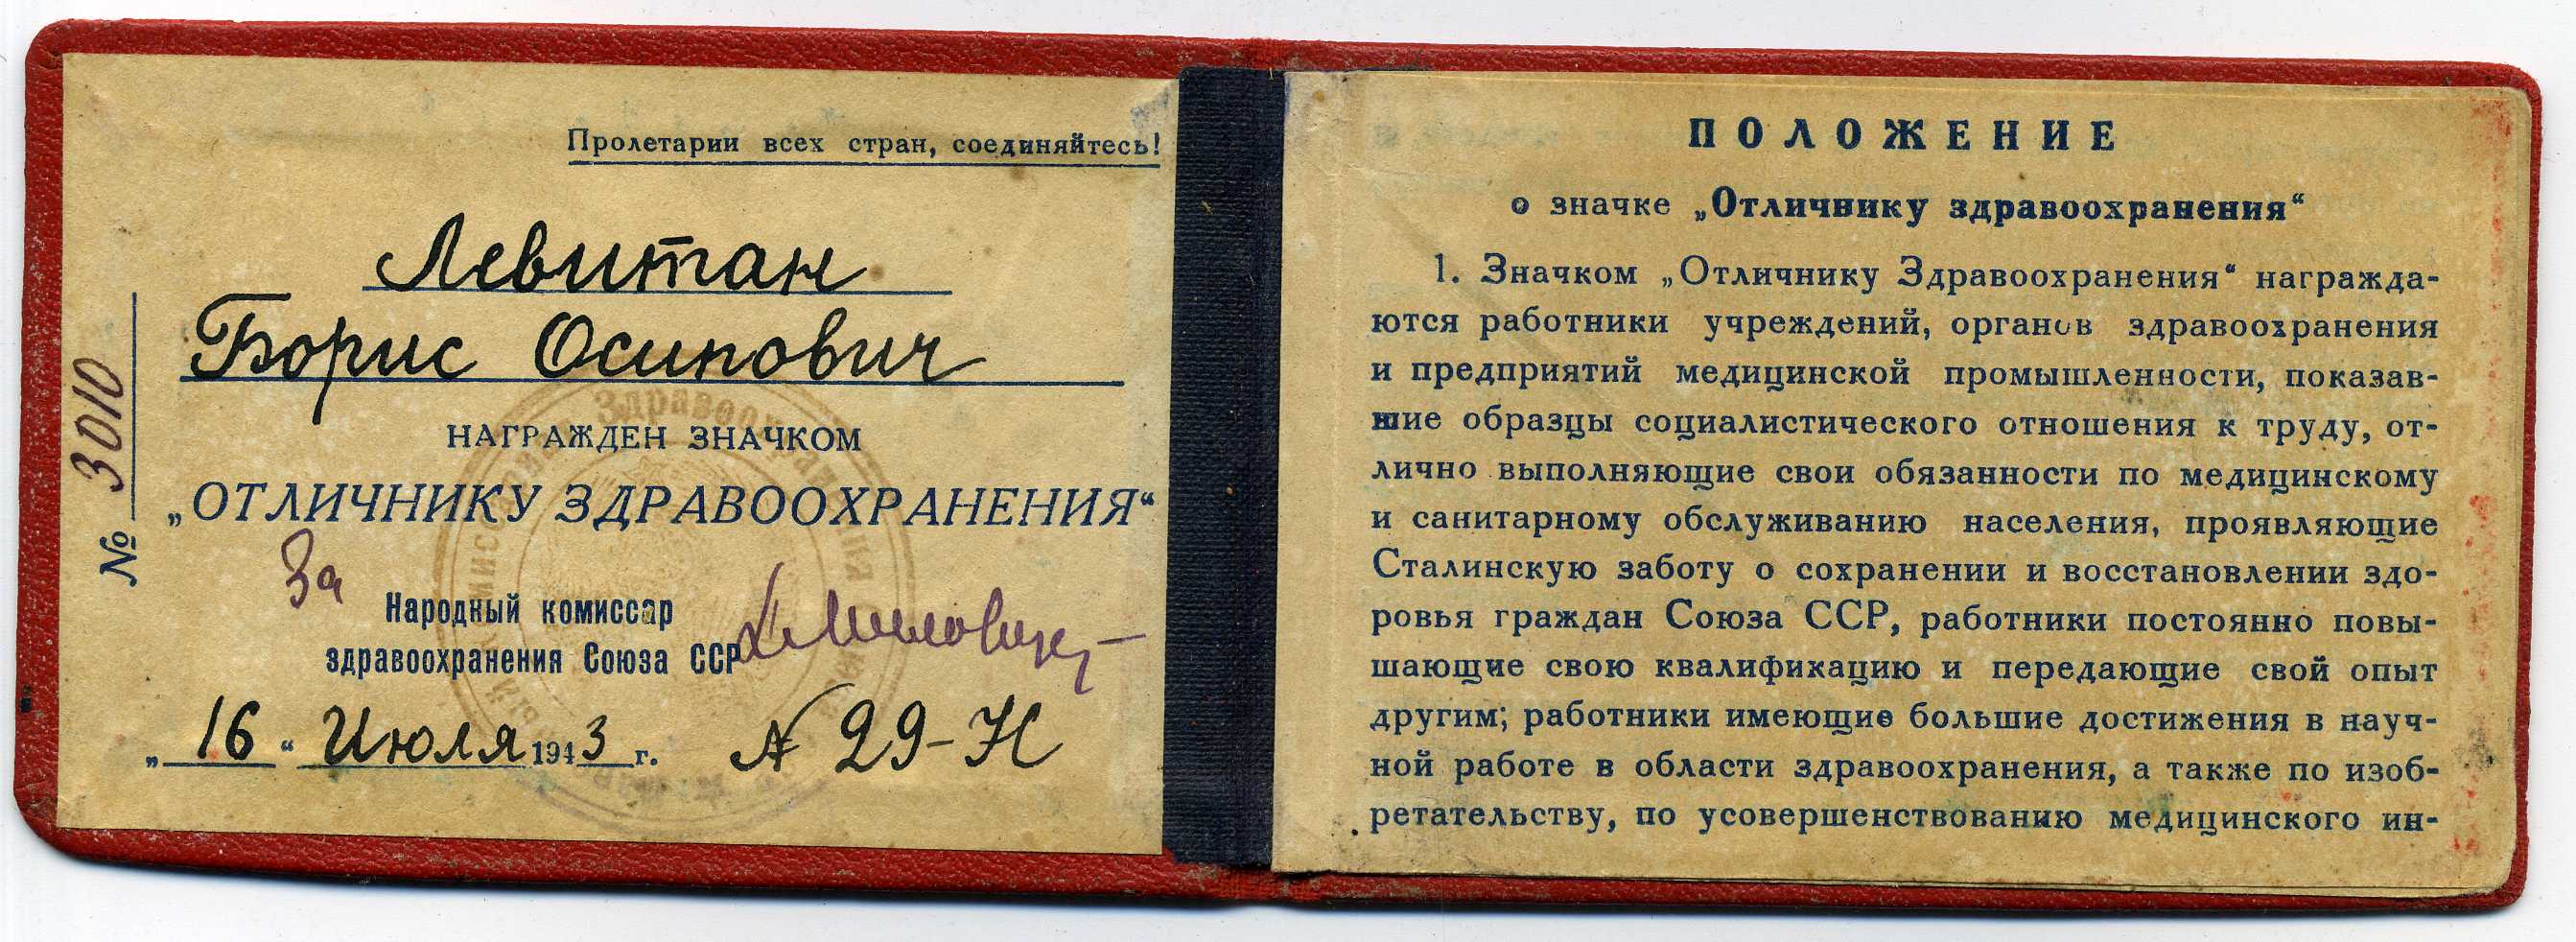 Пролетарии всех стран, соединяйтесь!
Левитан
Борис Осипович
НАГРАЖДЕН ЗНАЧКОМ
„ОТЛИЧНИКУ ЗДРАВООХРАНЕНИЯ“
За
Народный комиссар
здравоохранения Союза ССР
„16“ Июля 1943 г. № 29-Н
№ 3010
Здравоохранения
ПОЛОЖЕНИЕ
о значке „Отличнику здравоохранения“
1. Значком „Отличнику Здравоохранения“ награжда-
ются работники учреждений, органов здравоохранения
и предприятий медицинской промышленности, показав-
шие образцы социалистического отношения к труду, от-
лично выполняющие свои обязанности по медицинскому
и санитарному обслуживанию населения, проявляющие
Сталинскую заботу о сохранении и восстановлении здо-
ровья граждан Союза ССР, работники постоянно повы-
шающие свою квалификацию и передающие свой опыт
другим; работники имеющие большие достижения в науч-
ной работе в области здравоохранения, а также по изоб-
ретательству, по усовершенствованию медицинского ин-